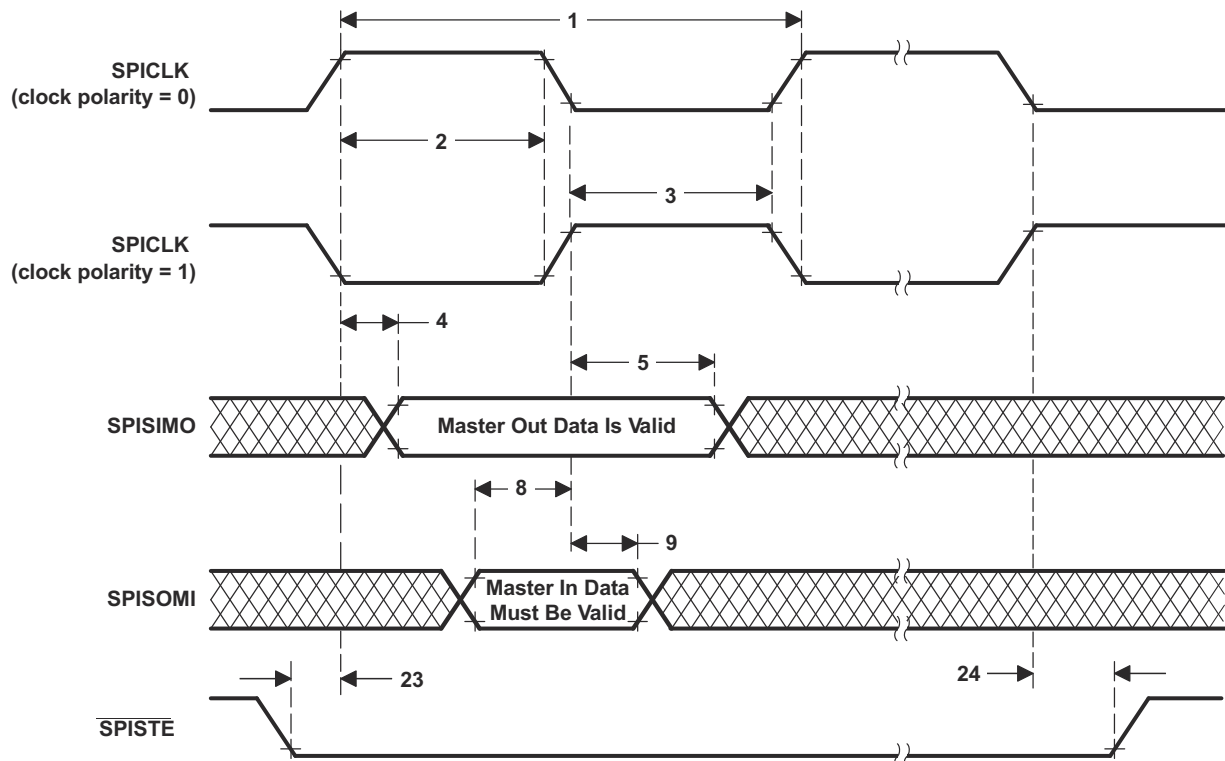 1
SPICLK
(clock polarity = 0)
2
3
SPICLK
(clock polarity = 1)
4
5
SPISIMO
Master Out Data Is Valid
8
9
SPISOMI
Master In Data
Must Be Valid
23
24
SPISTE